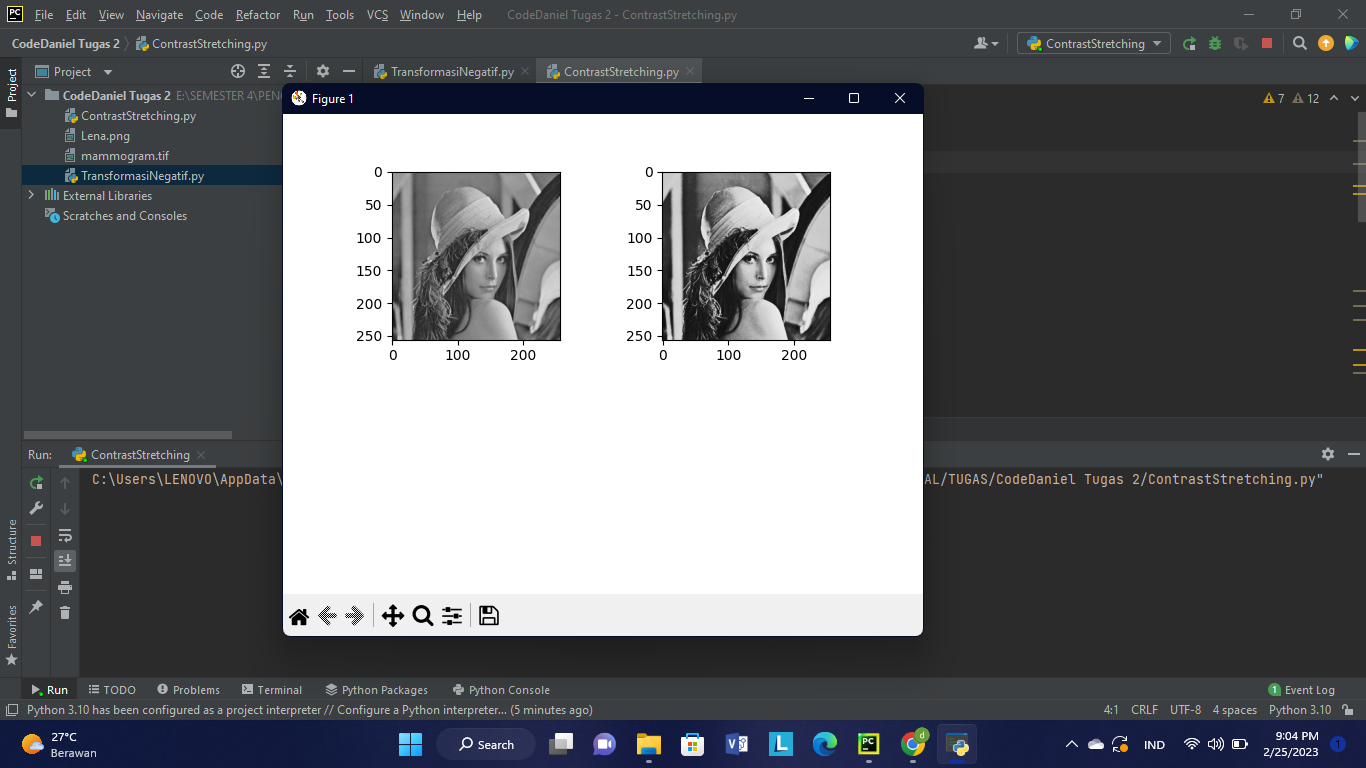 PC File Edit View Navigate Code Refactor Run Tools VCS Window Help CodeDaniel Tugas 2 - ContrastStretching.py
CodeDaniel Tugas 2 ContrastStretching.py ContrastStretching
Project
Project TransformasiNegatif.py ContrastStretching.py
CodeDaniel Tugas 2 E:\SEMESTER 4\PEN
7 12
ContrastStretching.py
Lena.png
mammogram.tif
TransformasiNegatif.py
External Libraries
Scratches and Consoles
Figure 1
0
50
100
150
200
250
0 100 200
0
50
100
150
200
250
0 100 200
Run: ContrastStretching
C:\Users\LENOVO\AppData\ AL/TUGAS/CodeDaniel Tugas 2/ContrastStretching.py"
Structure
Favorites
Run TODO Problems Terminal Python Packages Python Console 1 Event Log
Python 3.10 has been configured as a project interpreter // Configure a Python interpreter... (5 minutes ago) 4:1 CRLF UTF-8 4 spaces Python 3.10
27°C
Berawan
Search
L
PC
d
IND
9:04 PM
2/25/2023
1